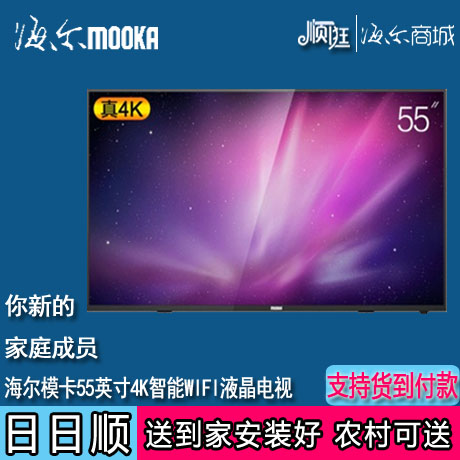 海尔MOOKA
顺逛 海尔商城
真4K
55"
MOOKA
你新的
家庭成员
海尔模卡55英寸4K智能WIFI液晶电视
支持货到付款
日日顺 送到家安装好 农村可送